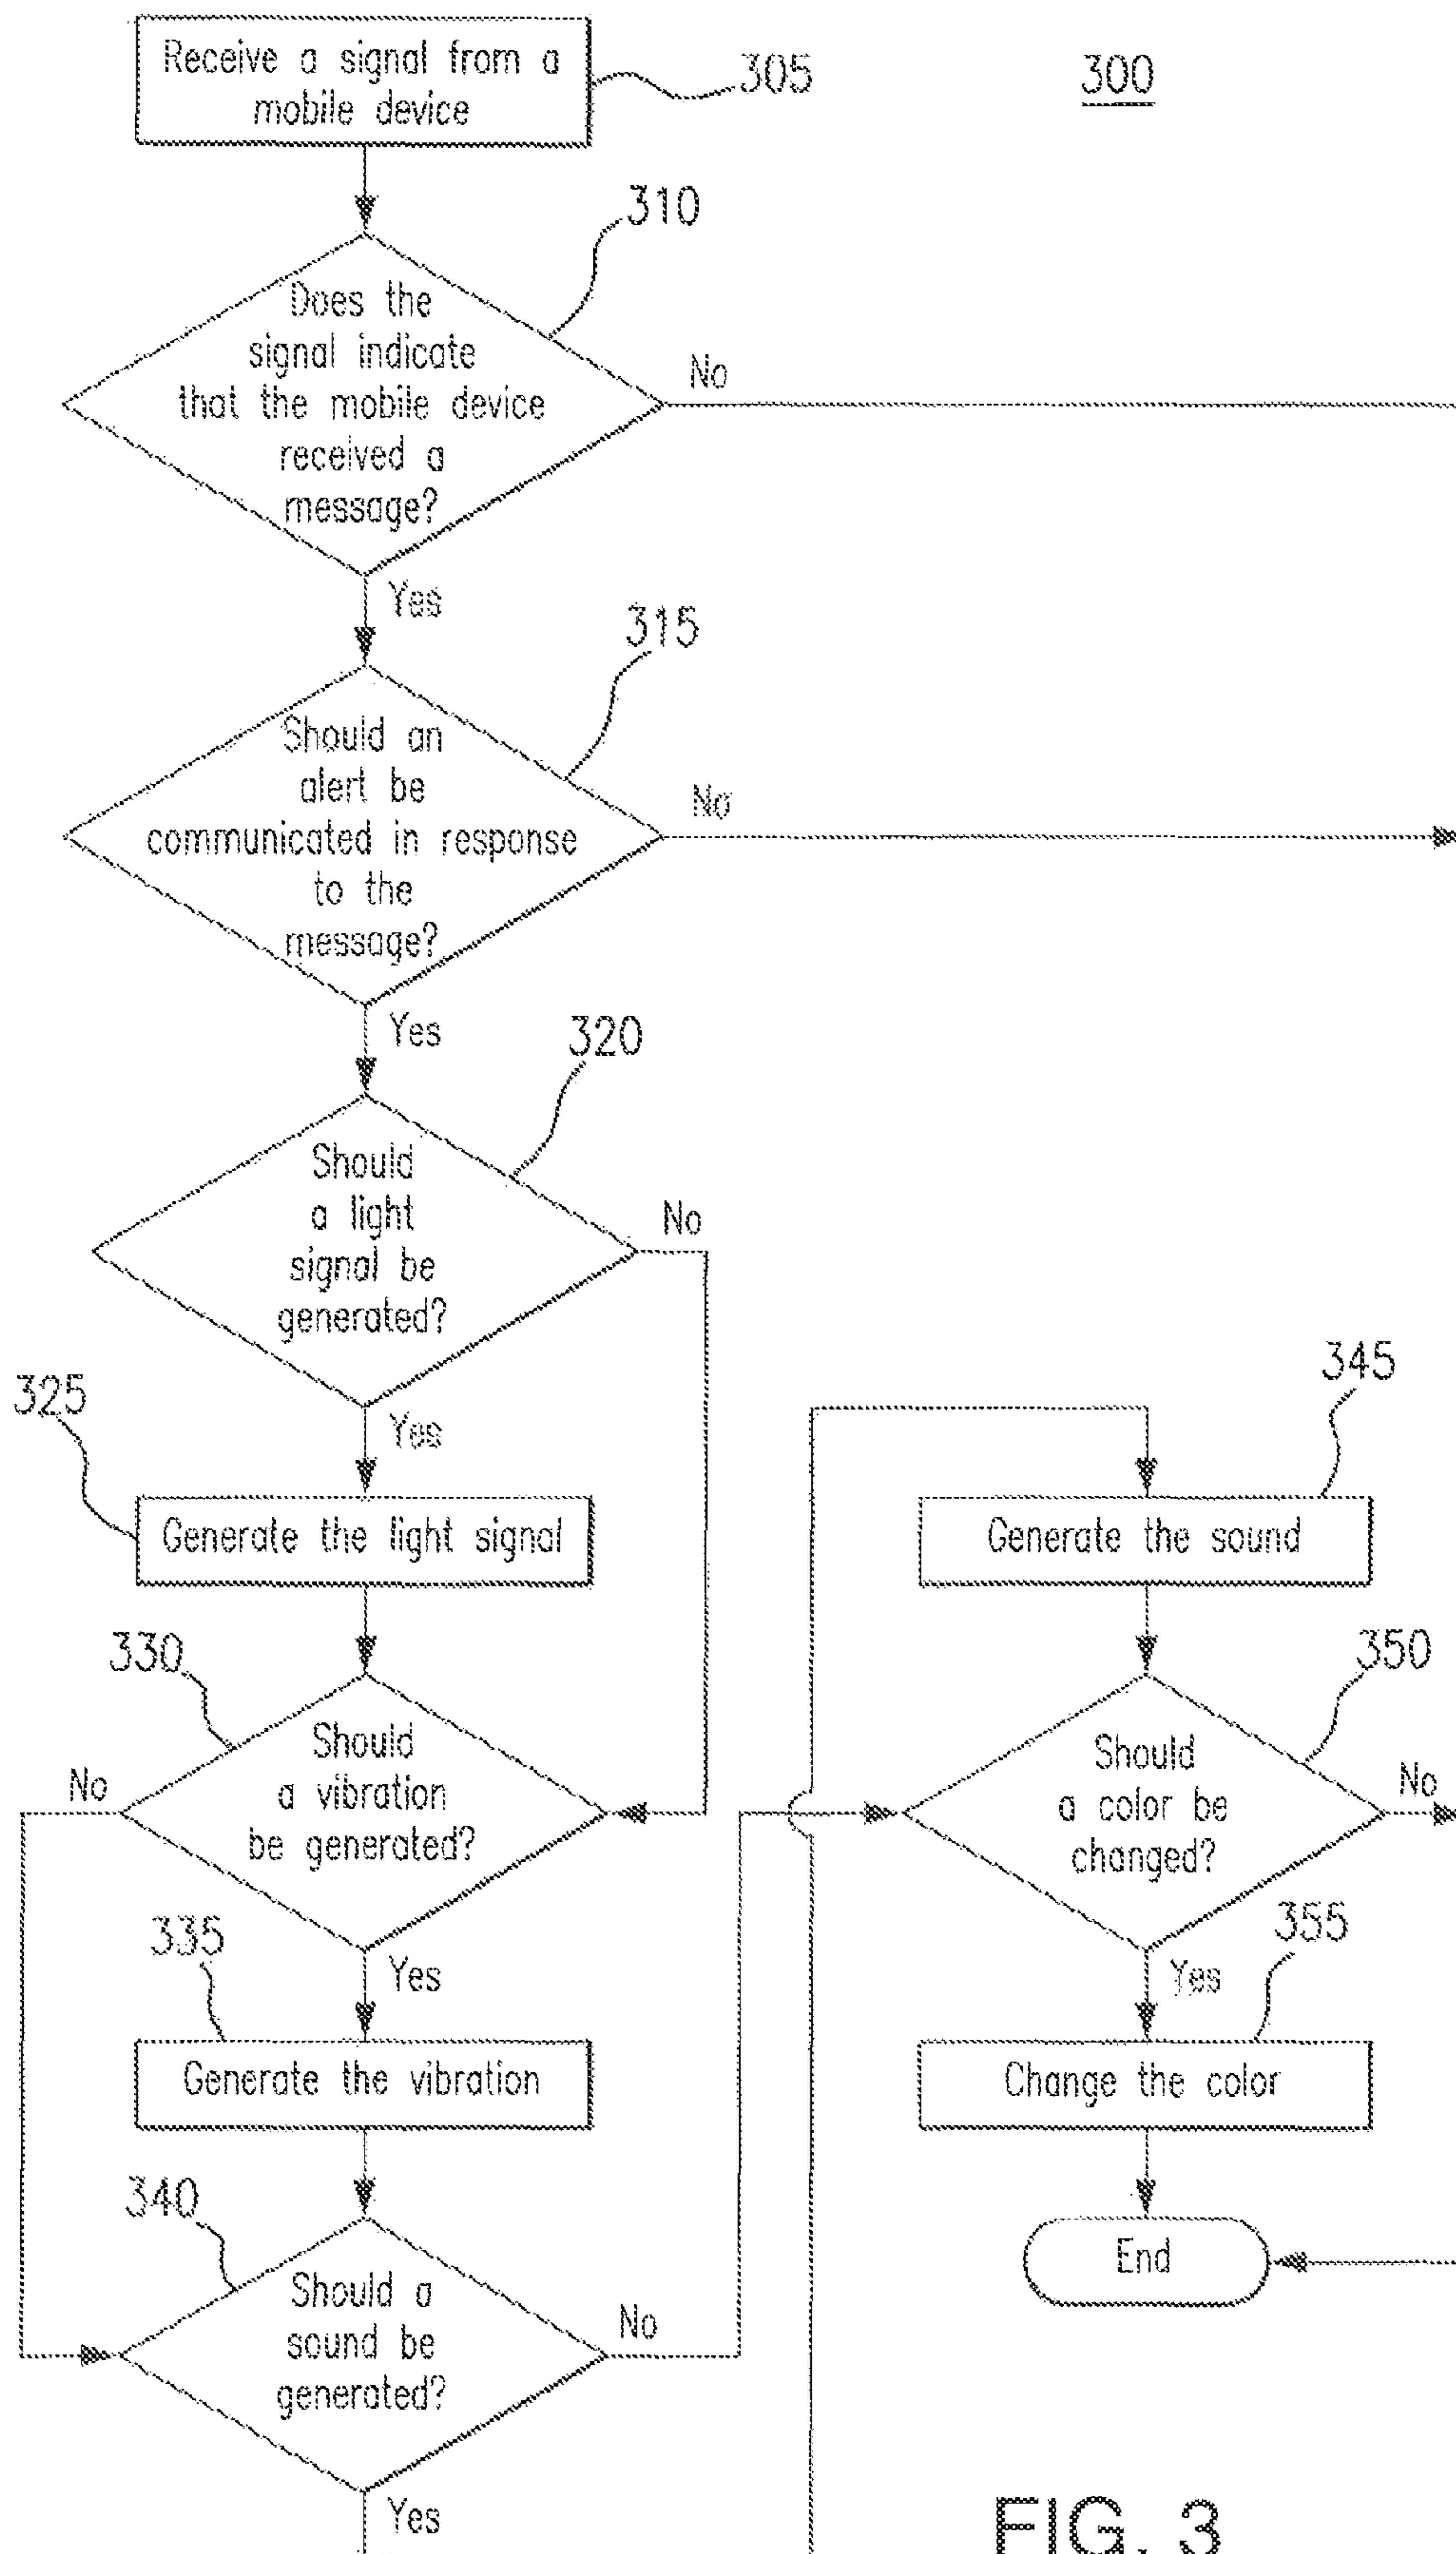 Receive a signal from a
mobile device
305
300
310
Does the
signal indicate
that the mobile device
received a
message?
No
Yes
315
Should an
alert be
communicated in response
to the
message?
No
Yes
320
Should
a light
signal be
generated?
No
Yes
325
Generate the light signal
330
Should
a vibration
be generated?
No
Yes
335
Generate the vibration
340
Should a
sound be
generated?
No
Yes
345
Generate the sound
350
Should
a color be
changed?
No
Yes
355
Change the color
End
FIG. 3